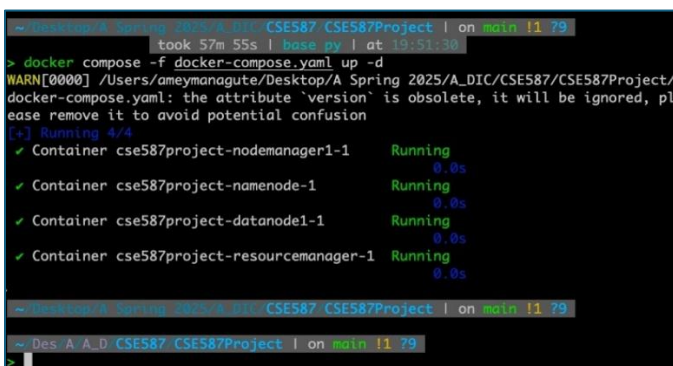 ~/Desktop/A Spring 2025/A_DIC/CSE587/CSE587Project | on main !1 ?9
took 57m 55s | base py | at 19:51:30
> docker compose -f docker-compose.yaml up -d
WARN[0000] /Users/ameymanagute/Desktop/A Spring 2025/A_DIC/CSE587/CSE587Project/
docker-compose.yaml: the attribute `version` is obsolete, it will be ignored, pl
ease remove it to avoid potential confusion
[+] Running 4/4
✔ Container cse587project-nodemanager1-1 Running
0.0s
✔ Container cse587project-namenode-1 Running
0.0s
✔ Container cse587project-datanode1-1 Running
0.0s
✔ Container cse587project-resourcemanager-1 Running
0.0s
~/Desktop/A Spring 2025/A_DIC/CSE587/CSE587Project | on main !1 ?9
~/Des/A/A_D/CSE587/CSE587Project | on main !1 ?9
>